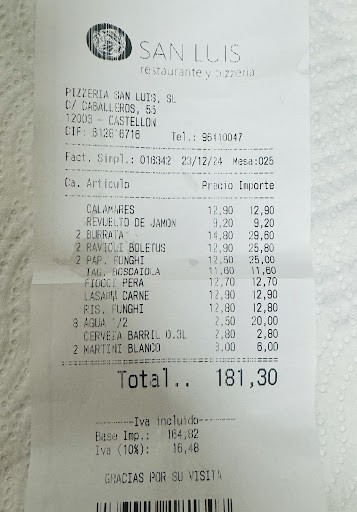 SAN LUIS
restaurante y pizzeria
PIZZERIA SAN LUIS, SL
C/ CABALLEROS, 55
12003 - CASTELLON
CIF: B12816716 Tel.: 96410047
Fact. Simpl.: 016342 23/12/24 Mesa:025
Ca. Artículo Precio Importe
CALAMARES 12,90 12,90
REVUELTO DE JAMON 9,20 9,20
2 BURRATA 14,80 29,60
2 RAVIOLI BOLETUS 12,90 25,80
2 PAP. FUNGHI 12,50 25,00
TAG. BOSCAIOLA 11,60 11,60
FIOCCI PERA 12,70 12,70
LASAÑA CARNE 12,90 12,90
RIS. FUNGHI 12,80 12,80
8 AGUA 1/2 2,50 20,00
CERVEZA BARRIL 0.3L 2,80 2,80
2 MARTINI BLANCO 3,00 6,00
Total.. 181,30
Iva incluido
Base Imp.: 164,82
Iva (10%): 16,48
GRACIAS POR SU VISITA